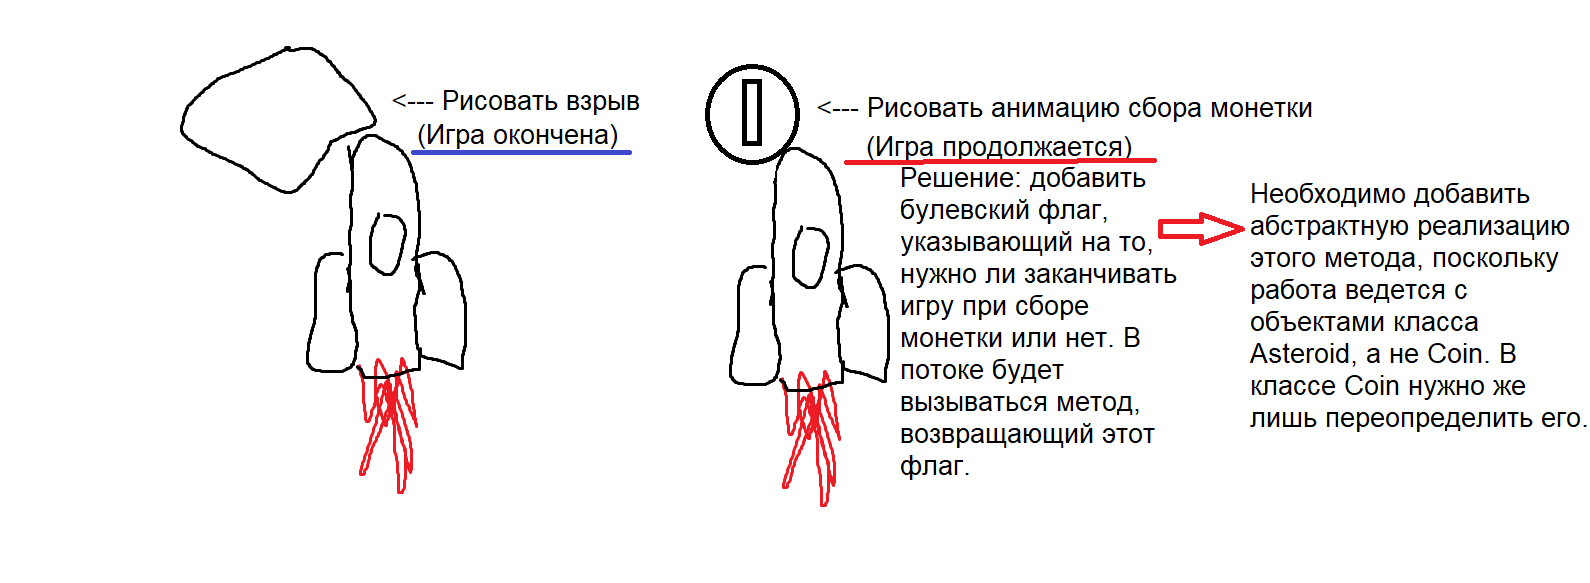 <--- Рисовать взрыв
(Игра окончена)
<--- Рисовать анимацию сбора монетки
(Игра продолжается)
Решение: добавить
булевский флаг,
указывающий на то,
нужно ли заканчивать
игру при сборе
монетки или нет. В
потоке будет
вызываться метод,
возвращающий этот
флаг.
Необходимо добавить
абстрактную реализацию
этого метода, поскольку
работа ведется с
объектами класса
Asteroid, а не Coin. В
классе Coin нужно же
лишь переопределить его.